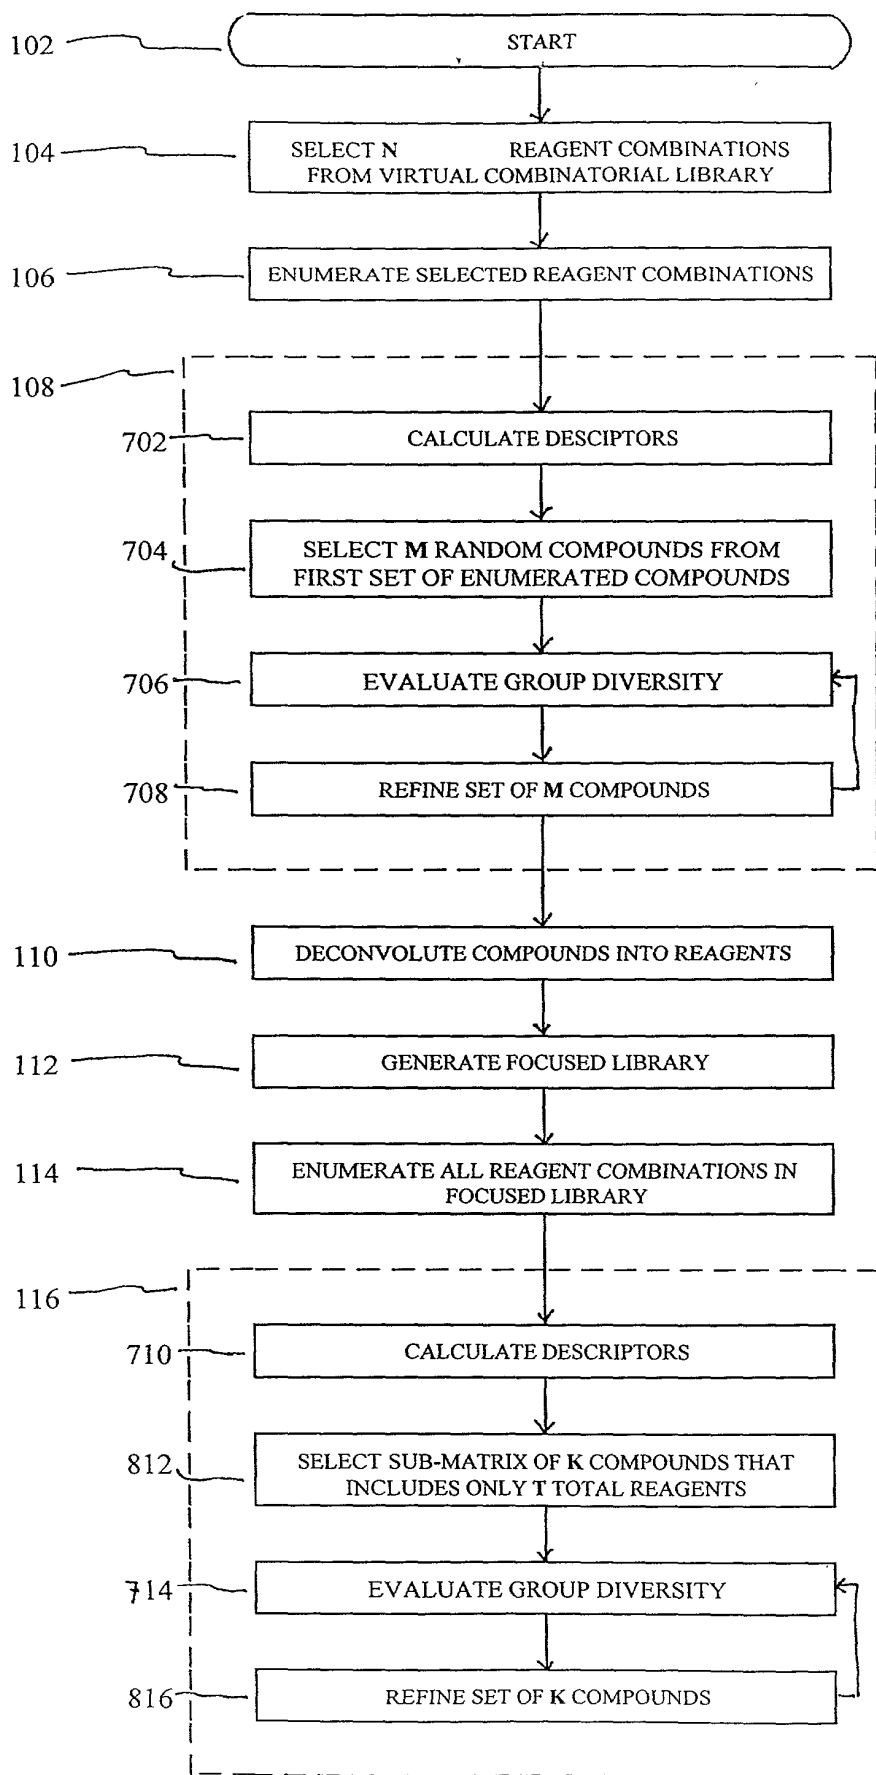 102
START
104
SELECT N REAGENT COMBINATIONS
FROM VIRTUAL COMBINATORIAL LIBRARY
106
ENUMERATE SELECTED REAGENT COMBINATIONS
108
702
CALCULATE DESCIPTORS
704
SELECT M RANDOM COMPOUNDS FROM
FIRST SET OF ENUMERATED COMPOUNDS
706
EVALUATE GROUP DIVERSITY
708
REFINE SET OF M COMPOUNDS
110
DECONVOLUTE COMPOUNDS INTO REAGENTS
112
GENERATE FOCUSED LIBRARY
114
ENUMERATE ALL REAGENT COMBINATIONS IN
FOCUSED LIBRARY
116
710
CALCULATE DESCRIPTORS
812
SELECT SUB-MATRIX OF K COMPOUNDS THAT
INCLUDES ONLY T TOTAL REAGENTS
714
EVALUATE GROUP DIVERSITY
816
REFINE SET OF K COMPOUNDS